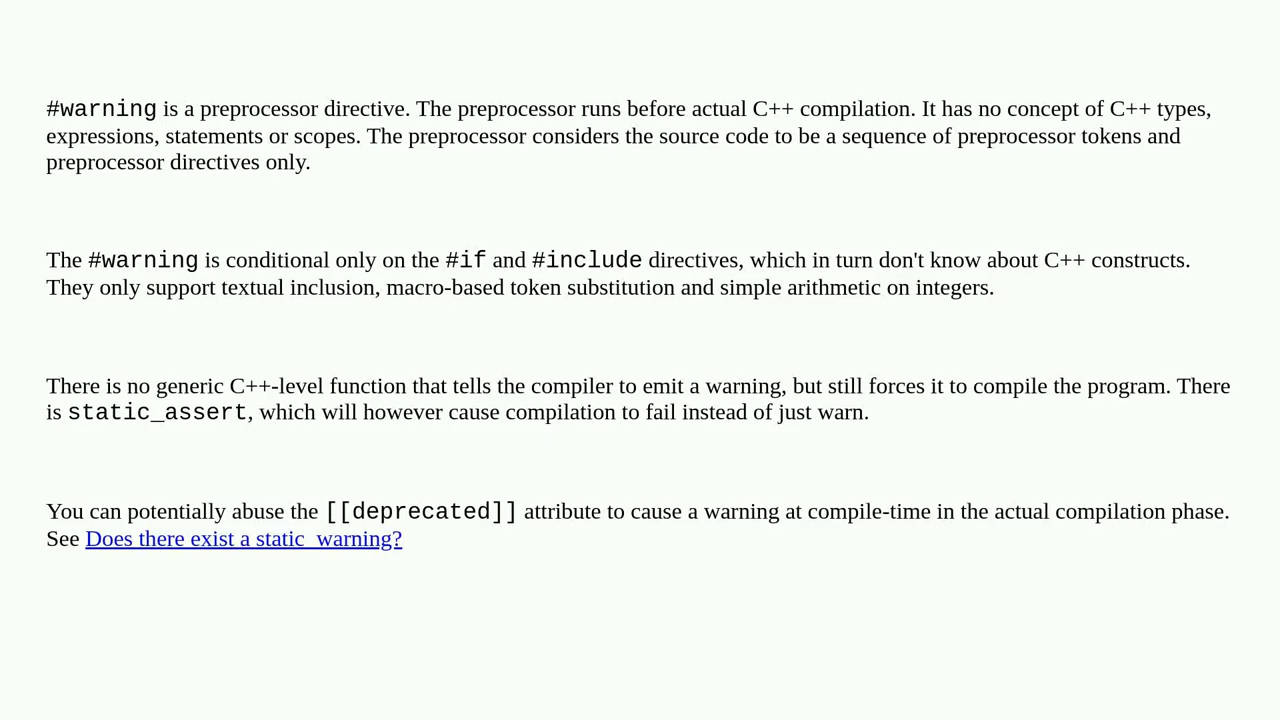 #warning is a preprocessor directive. The preprocessor runs before actual C++ compilation. It has no concept of C++ types,
expressions, statements or scopes. The preprocessor considers the source code to be a sequence of preprocessor tokens and
preprocessor directives only.
The #warning is conditional only on the #if and #include directives, which in turn don't know about C++ constructs.
They only support textual inclusion, macro-based token substitution and simple arithmetic on integers.
There is no generic C++-level function that tells the compiler to emit a warning, but still forces it to compile the program. There
is static_assert, which will however cause compilation to fail instead of just warn.
You can potentially abuse the [[deprecated]] attribute to cause a warning at compile-time in the actual compilation phase.
See Does there exist a static_warning?